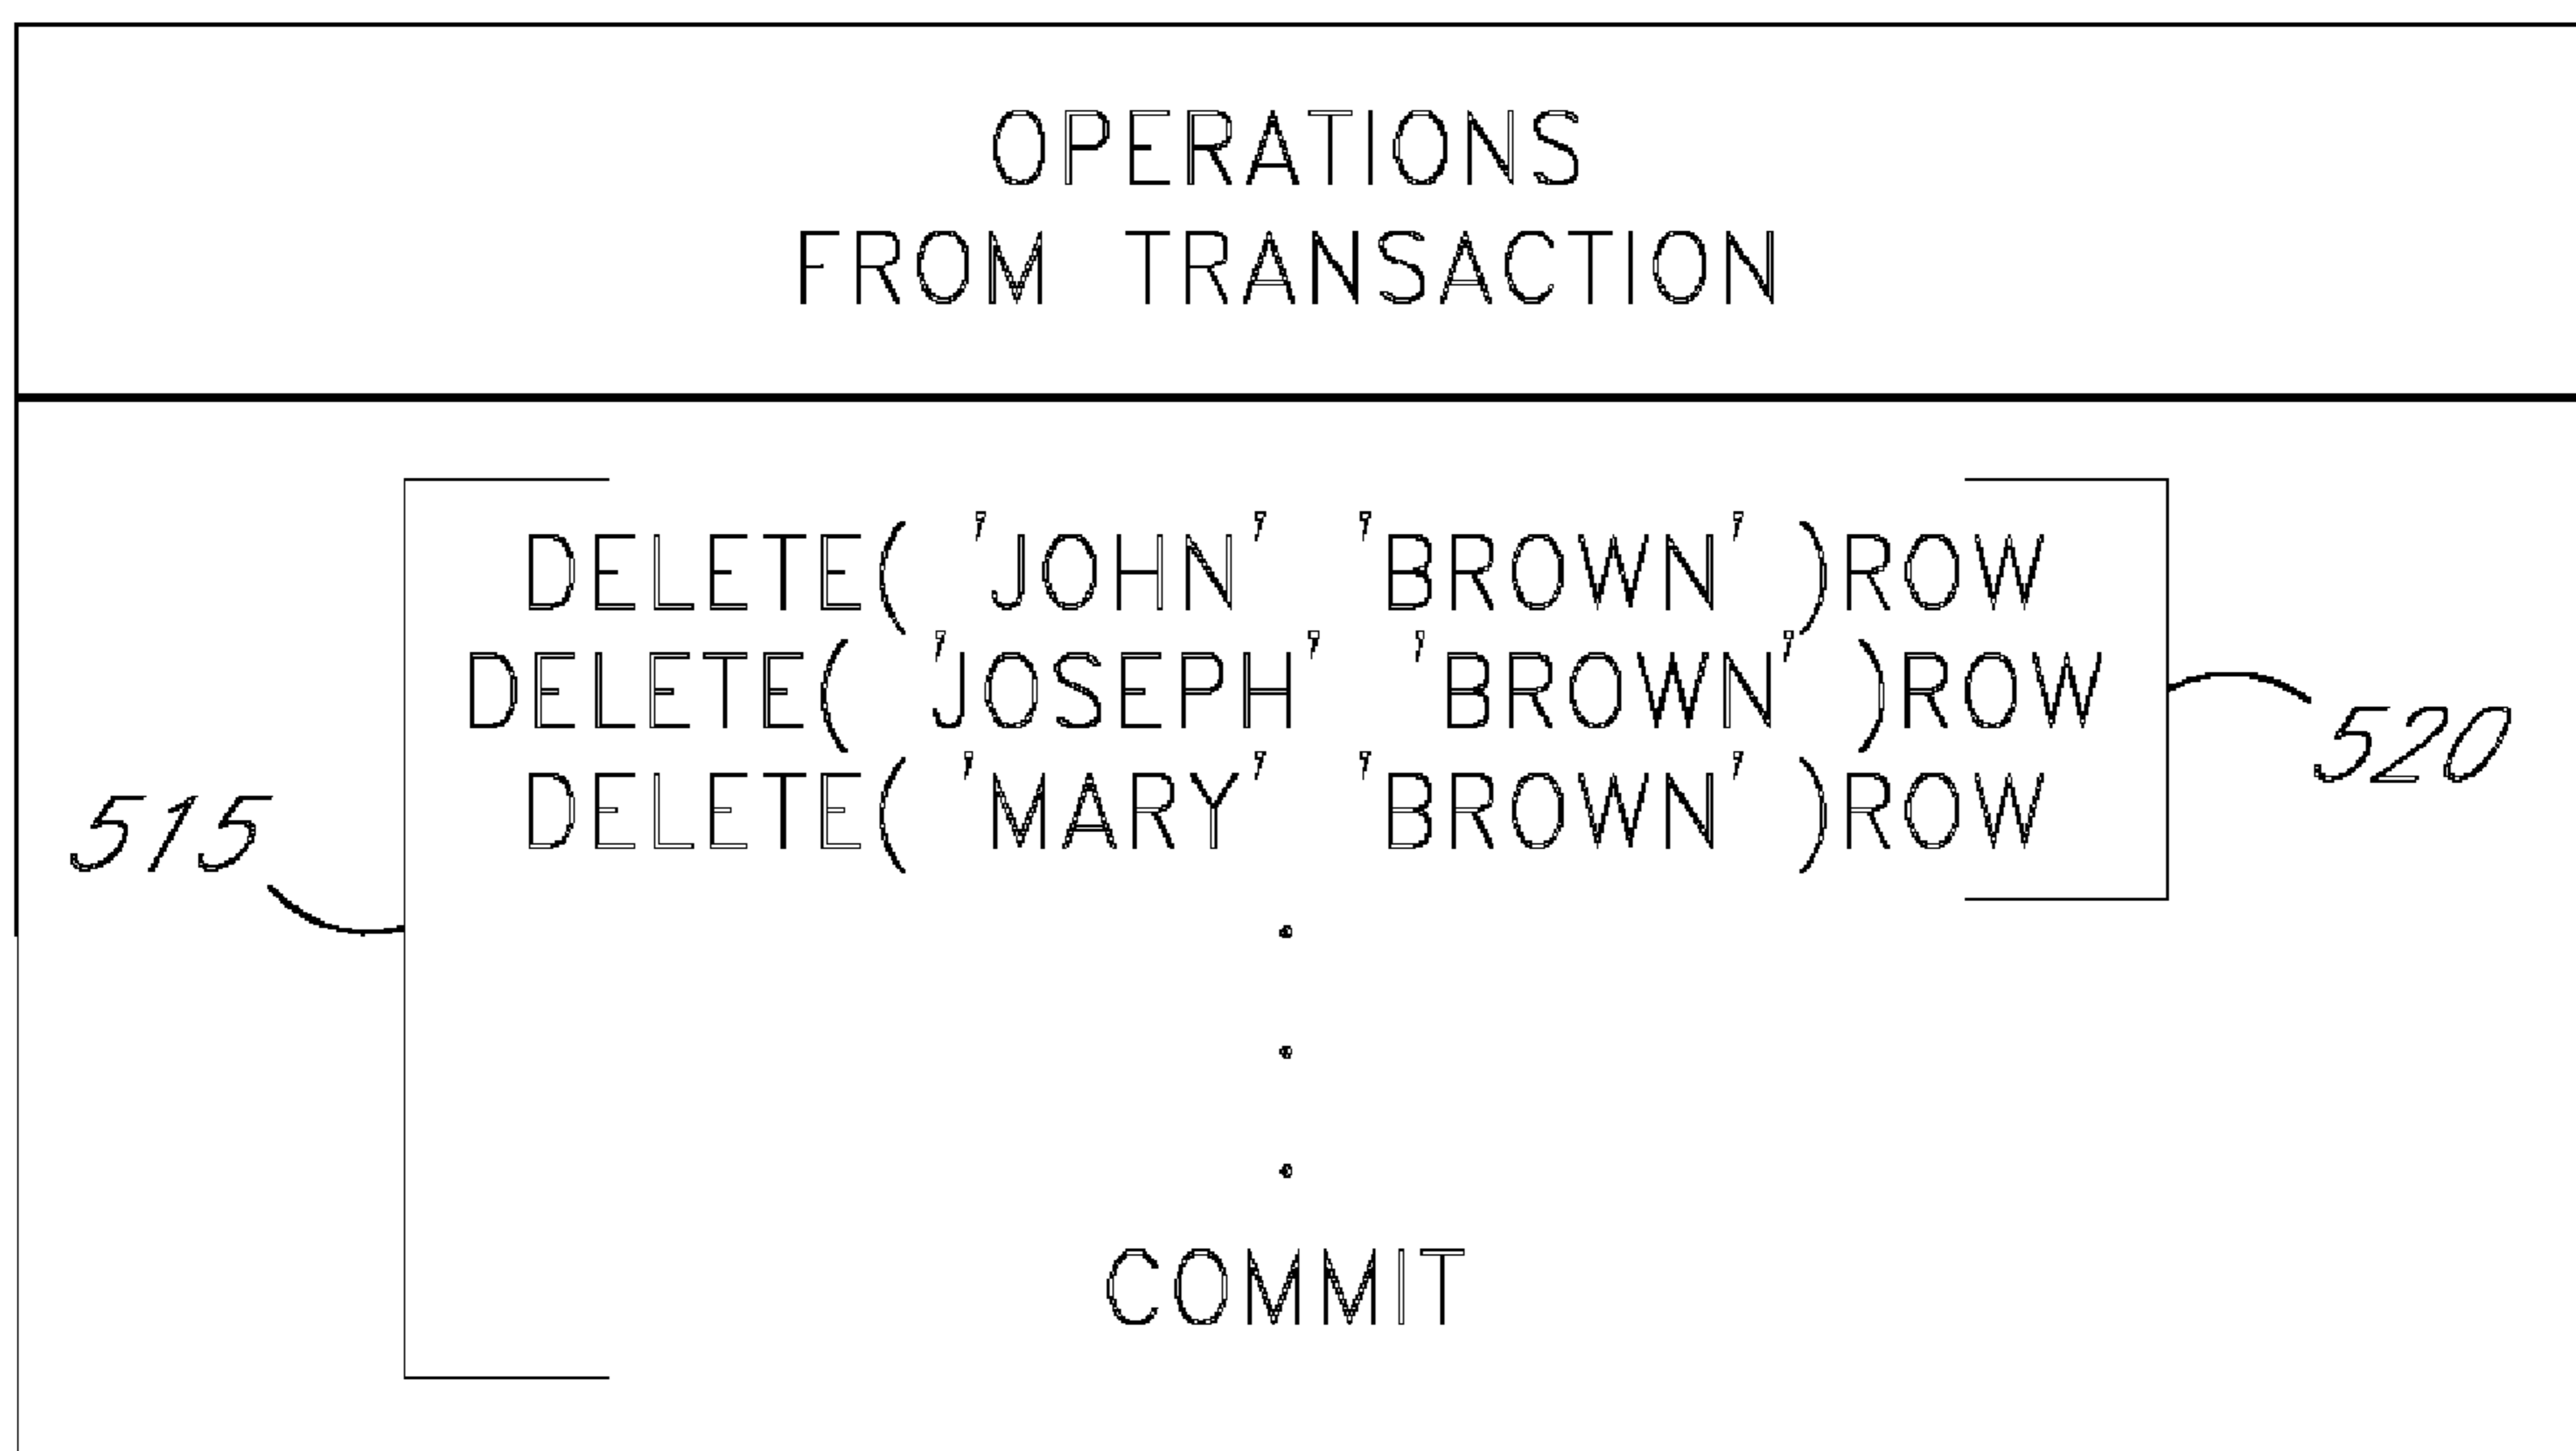 OPERATIONS
FROM TRANSACTION
DELETE( 'JOHN' 'BROWN' )ROW
DELETE( 'JOSEPH' 'BROWN' )ROW
DELETE( 'MARY' 'BROWN' )ROW
520
515
.
.
.
COMMIT